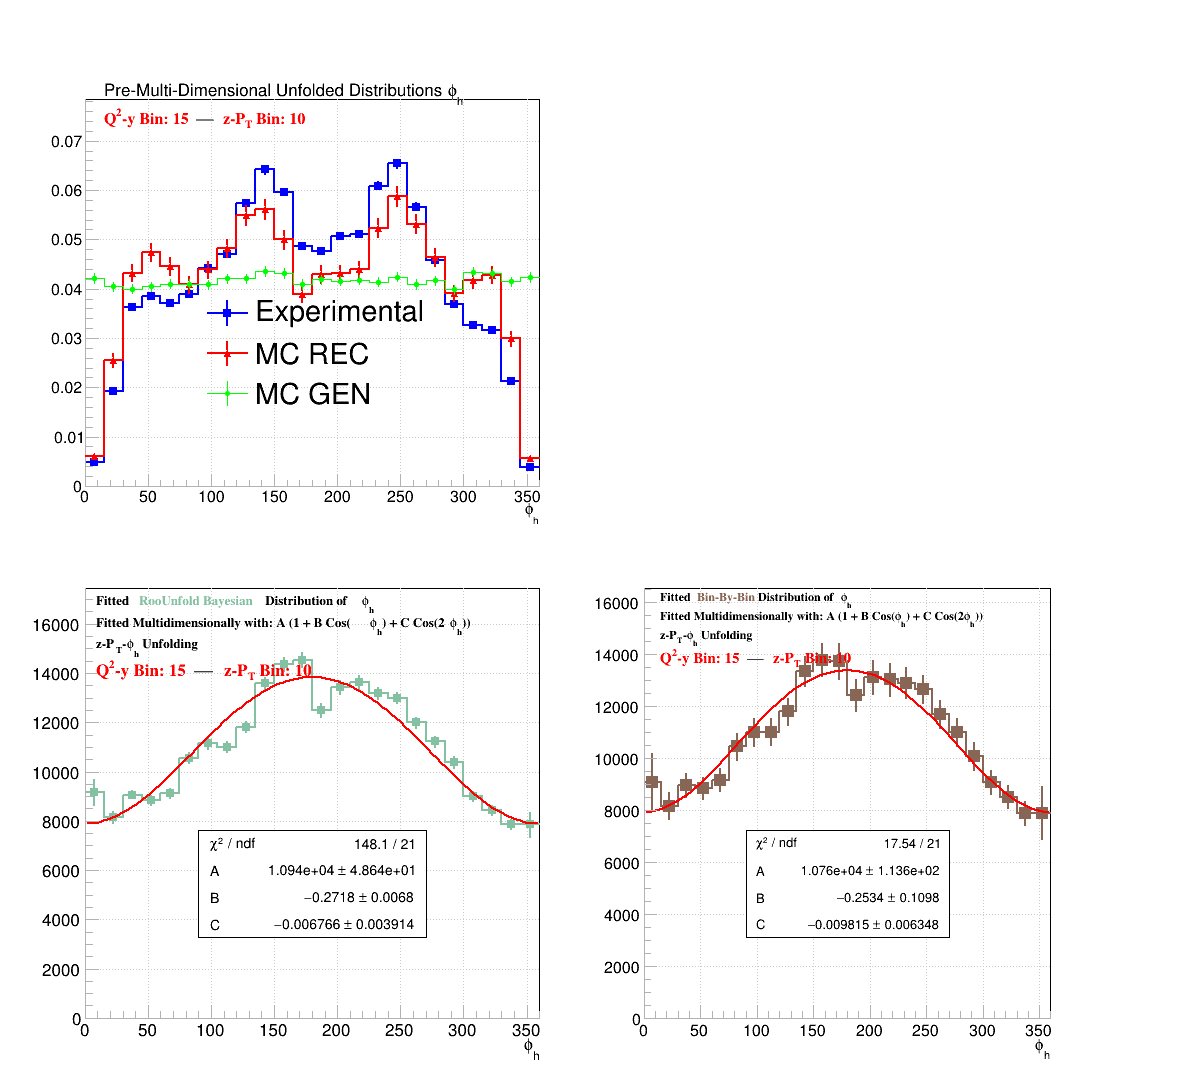 Pre-Multi-Dimensional Unfolded Distributions ϕh
Q²-y Bin: 15 — z-PT Bin: 10
0.07
0.06
0.05
0.04
0.03
0.02
0.01
0
Experimental
MC REC
MC GEN
0 50 100 150 200 250 300 350
ϕh
Fitted RooUnfold Bayesian Distribution of ϕh
Fitted Multidimensionally with: A (1 + B Cos( ϕh) + C Cos(2 ϕh))
z-PT-ϕh Unfolding
Q²-y Bin: 15 — z-PT Bin: 10
16000
14000
12000
10000
8000
6000
4000
2000
0
χ² / ndf 148.1 / 21
A 1.094e+04 ± 4.864e+01
B −0.2718 ± 0.0068
C −0.006766 ± 0.003914
0 50 100 150 200 250 300 350
ϕh
Fitted Bin-By-Bin Distribution of ϕh
Fitted Multidimensionally with: A (1 + B Cos(ϕh) + C Cos(2ϕh))
z-PT-ϕh Unfolding
Q²-y Bin: 15 — z-PT Bin: 10
16000
14000
12000
10000
8000
6000
4000
2000
0
χ² / ndf 17.54 / 21
A 1.076e+04 ± 1.136e+02
B −0.2534 ± 0.1098
C −0.009815 ± 0.006348
0 50 100 150 200 250 300 350
ϕh